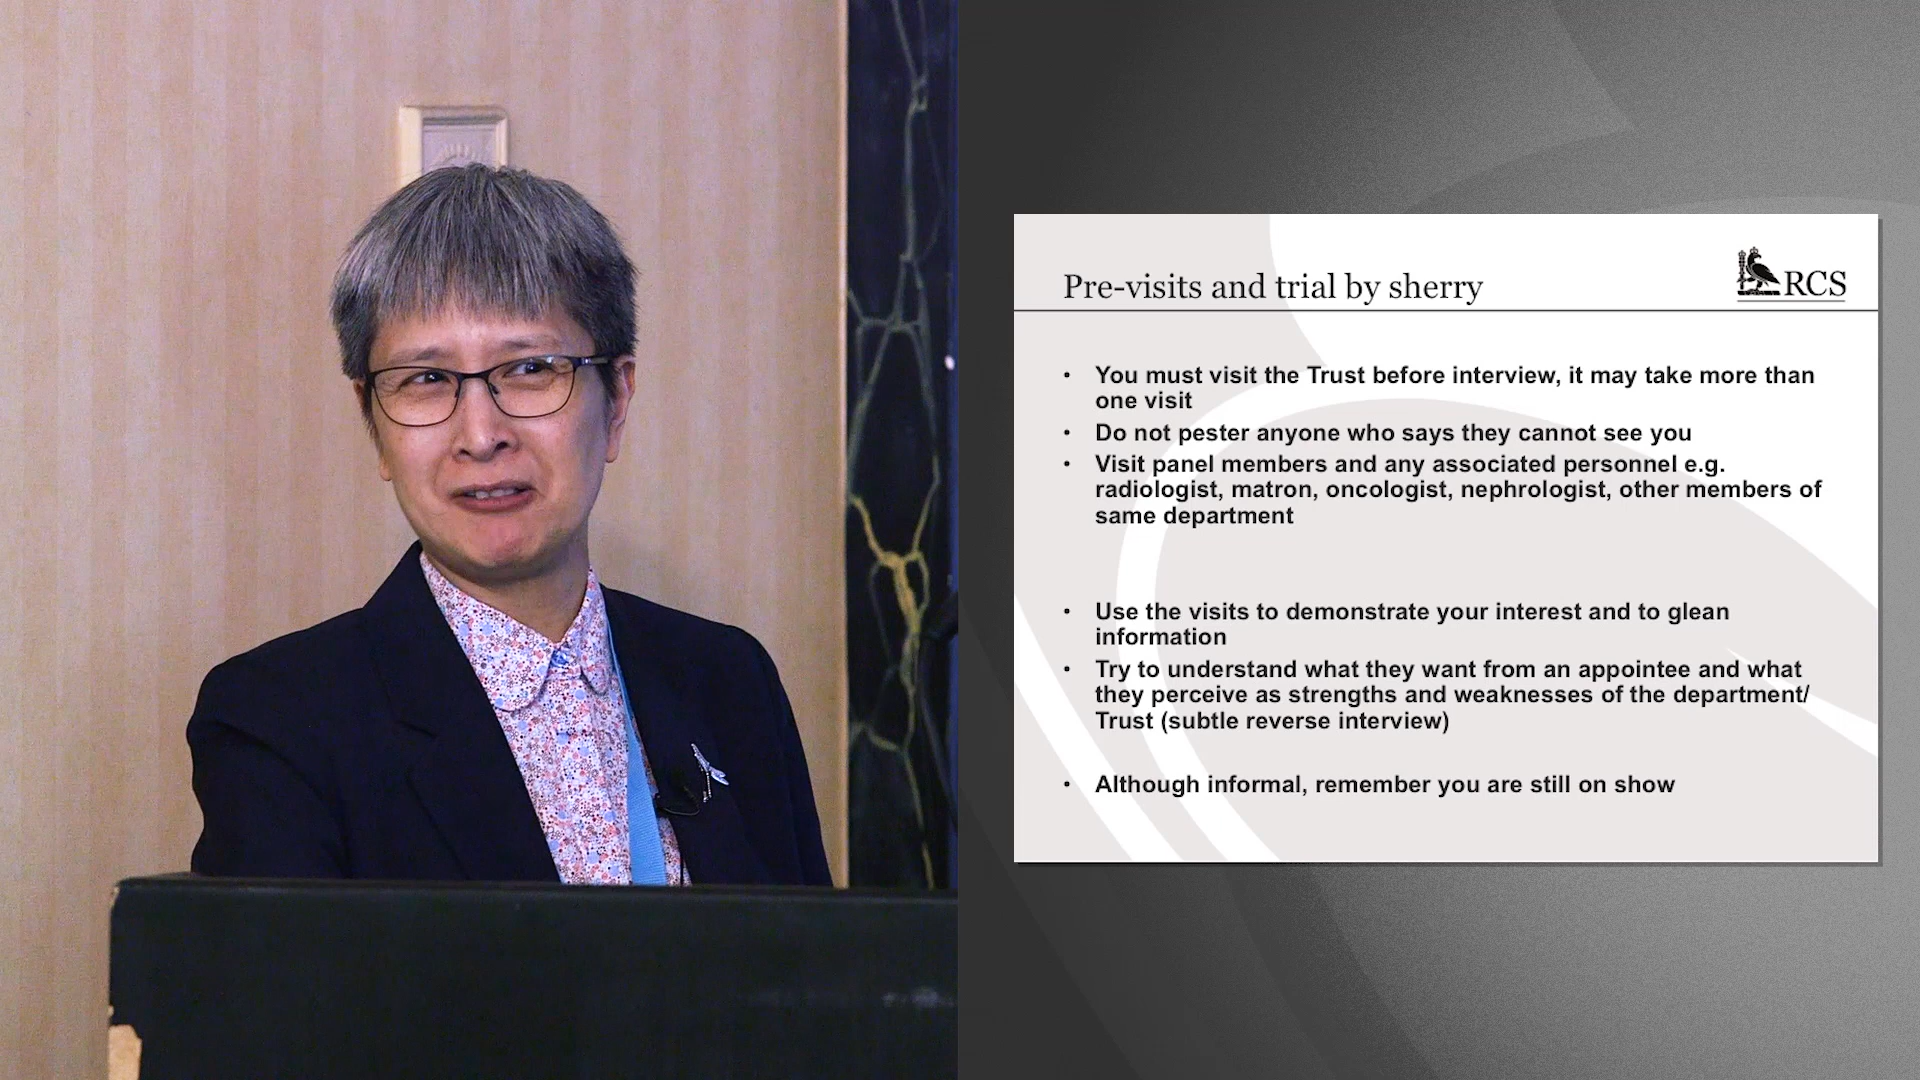 Pre-visits and trial by sherry
RCS
• You must visit the Trust before interview, it may take more than
one visit
• Do not pester anyone who says they cannot see you
• Visit panel members and any associated personnel e.g.
radiologist, matron, oncologist, nephrologist, other members of
same department
• Use the visits to demonstrate your interest and to glean
information
• Try to understand what they want from an appointee and what
they perceive as strengths and weaknesses of the department/
Trust (subtle reverse interview)
• Although informal, remember you are still on show